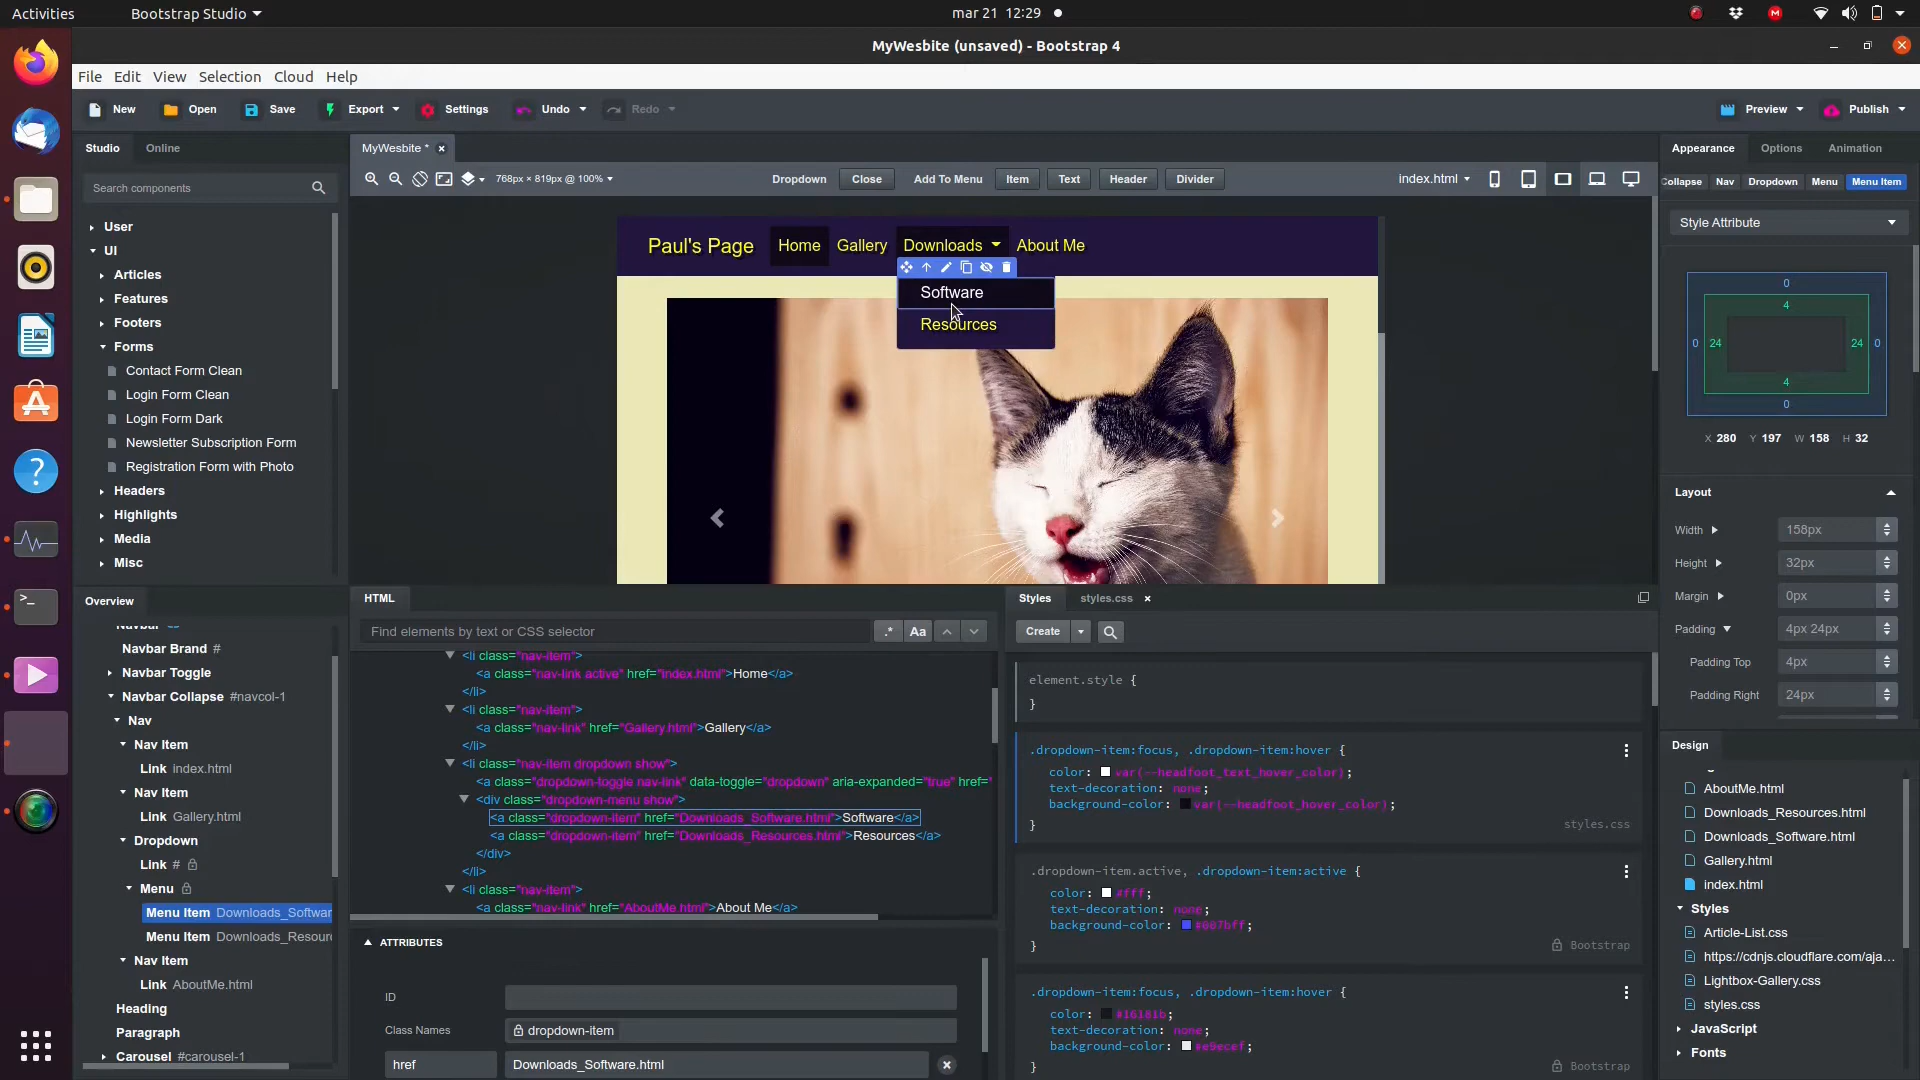 Activities
Bootstrap Studio
mar 21 12:29
MyWesbite (unsaved) - Bootstrap 4
File Edit View Selection Cloud Help
New Open Save Export Settings Undo Redo Preview Publish
Studio Online
Search components
User
UI
Articles
Features
Footers
Forms
Contact Form Clean
Login Form Clean
Login Form Dark
Newsletter Subscription Form
Registration Form with Photo
Headers
Highlights
Media
Misc
MyWesbite *
768px × 819px @ 100%
Dropdown Close Add To Menu Item Text Header Divider
index.html
Paul's Page Home Gallery Downloads About Me
Software
Resources
Appearance Options Animation
Collapse Nav Dropdown Menu Menu Item
Style Attribute
0
4
0 24 24 0
4
0
X 280 Y 197 W 158 H 32
Layout
Width 158px
Height 32px
Margin 0px
Padding 4px 24px
Padding Top 4px
Padding Right 24px
Overview
Navbar Brand #
Navbar Toggle
Navbar Collapse #navcol-1
Nav
Nav Item
Link index.html
Nav Item
Link Gallery.html
Dropdown
Link #
Menu
Menu Item Downloads_Softwar
Menu Item Downloads_Resour
Nav Item
Link AboutMe.html
Heading
Paragraph
Carousel #carousel-1
HTML
Find elements by text or CSS selector
.* Aa
<li class="nav-item">
<a class="nav-link active" href="index.html">Home</a>
</li>
<li class="nav-item">
<a class="nav-link" href="Gallery.html">Gallery</a>
</li>
<li class="nav-item dropdown show">
<a class="dropdown-toggle nav-link" data-toggle="dropdown" aria-expanded="true" href="
<div class="dropdown-menu show">
<a class="dropdown-item" href="Downloads_Software.html">Software</a>
<a class="dropdown-item" href="Downloads_Resources.html">Resources</a>
</div>
</li>
<li class="nav-item">
<a class="nav-link" href="AboutMe.html">About Me</a>
ATTRIBUTES
ID
Class Names dropdown-item
href Downloads_Software.html
Styles styles.css
Create
element.style {
}
.dropdown-item:focus, .dropdown-item:hover {
color: var(--headfoot_text_hover_color);
text-decoration: none;
background-color: var(--headfoot_hover_color);
}
styles.css
.dropdown-item.active, .dropdown-item:active {
color: #fff;
text-decoration: none;
background-color: #007bff;
}
Bootstrap
.dropdown-item:focus, .dropdown-item:hover {
color: #16181b;
text-decoration: none;
background-color: #e9ecef;
}
Bootstrap
Design
AboutMe.html
Downloads_Resources.html
Downloads_Software.html
Gallery.html
index.html
Styles
Article-List.css
https://cdnjs.cloudflare.com/aja...
Lightbox-Gallery.css
styles.css
JavaScript
Fonts